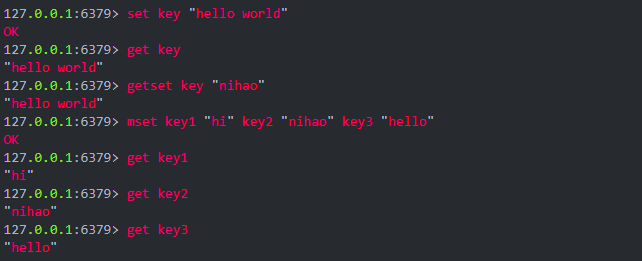 127.0.0.1:6379> set key "hello world"
OK
127.0.0.1:6379> get key
"hello world"
127.0.0.1:6379> getset key "nihao"
"hello world"
127.0.0.1:6379> mset key1 "hi" key2 "nihao" key3 "hello"
OK
127.0.0.1:6379> get key1
"hi"
127.0.0.1:6379> get key2
"nihao"
127.0.0.1:6379> get key3
"hello"